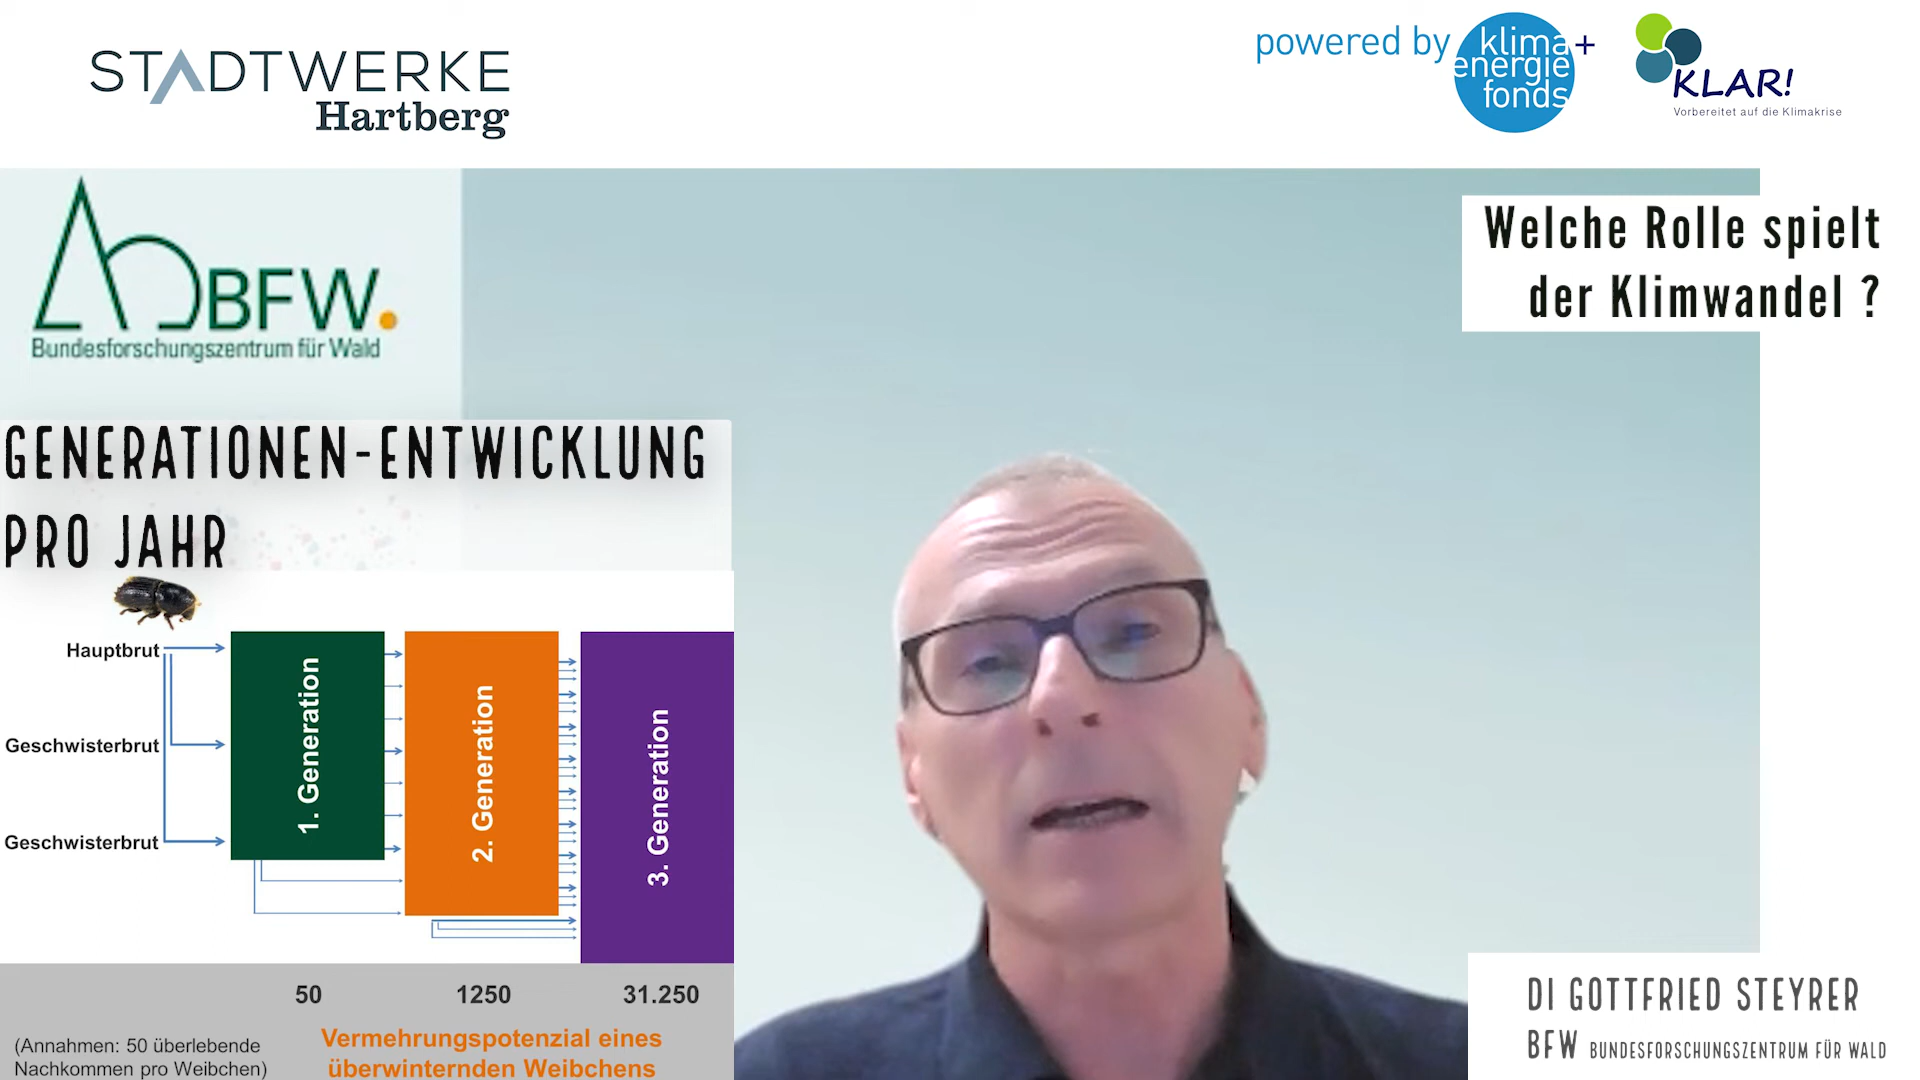 STADTWERKE
Hartberg
powered by
klima+
energie
fonds
KLAR!
Vorbereitet auf die Klimakrise
BFW.
Bundesforschungszentrum für Wald
Welche Rolle spielt
der Klimwandel ?
GENERATIONEN-ENTWICKLUNG
PRO JAHR
Hauptbrut
Geschwisterbrut
Geschwisterbrut
1. Generation
2. Generation
3. Generation
50 1250 31.250
(Annahmen: 50 überlebende
Nachkommen pro Weibchen)
Vermehrungspotenzial eines
überwinternden Weibchens
DI GOTTFRIED STEYRER
BFW BUNDESFORSCHUNGSZENTRUM FÜR WALD